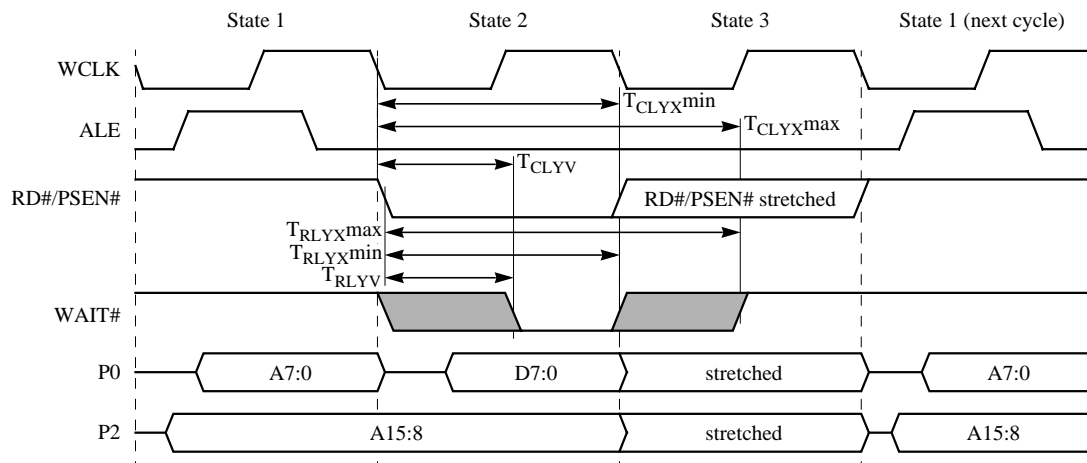 State 1 State 2 State 3 State 1 (next cycle)
WCLK
TCLYXmin
ALE
TCLYXmax
TCLYV
RD#/PSEN#
RD#/PSEN# stretched
TRLYXmax
TRLYXmin
TRLYV
WAIT#
P0 A7:0 D7:0 stretched A7:0
P2 A15:8 stretched A15:8